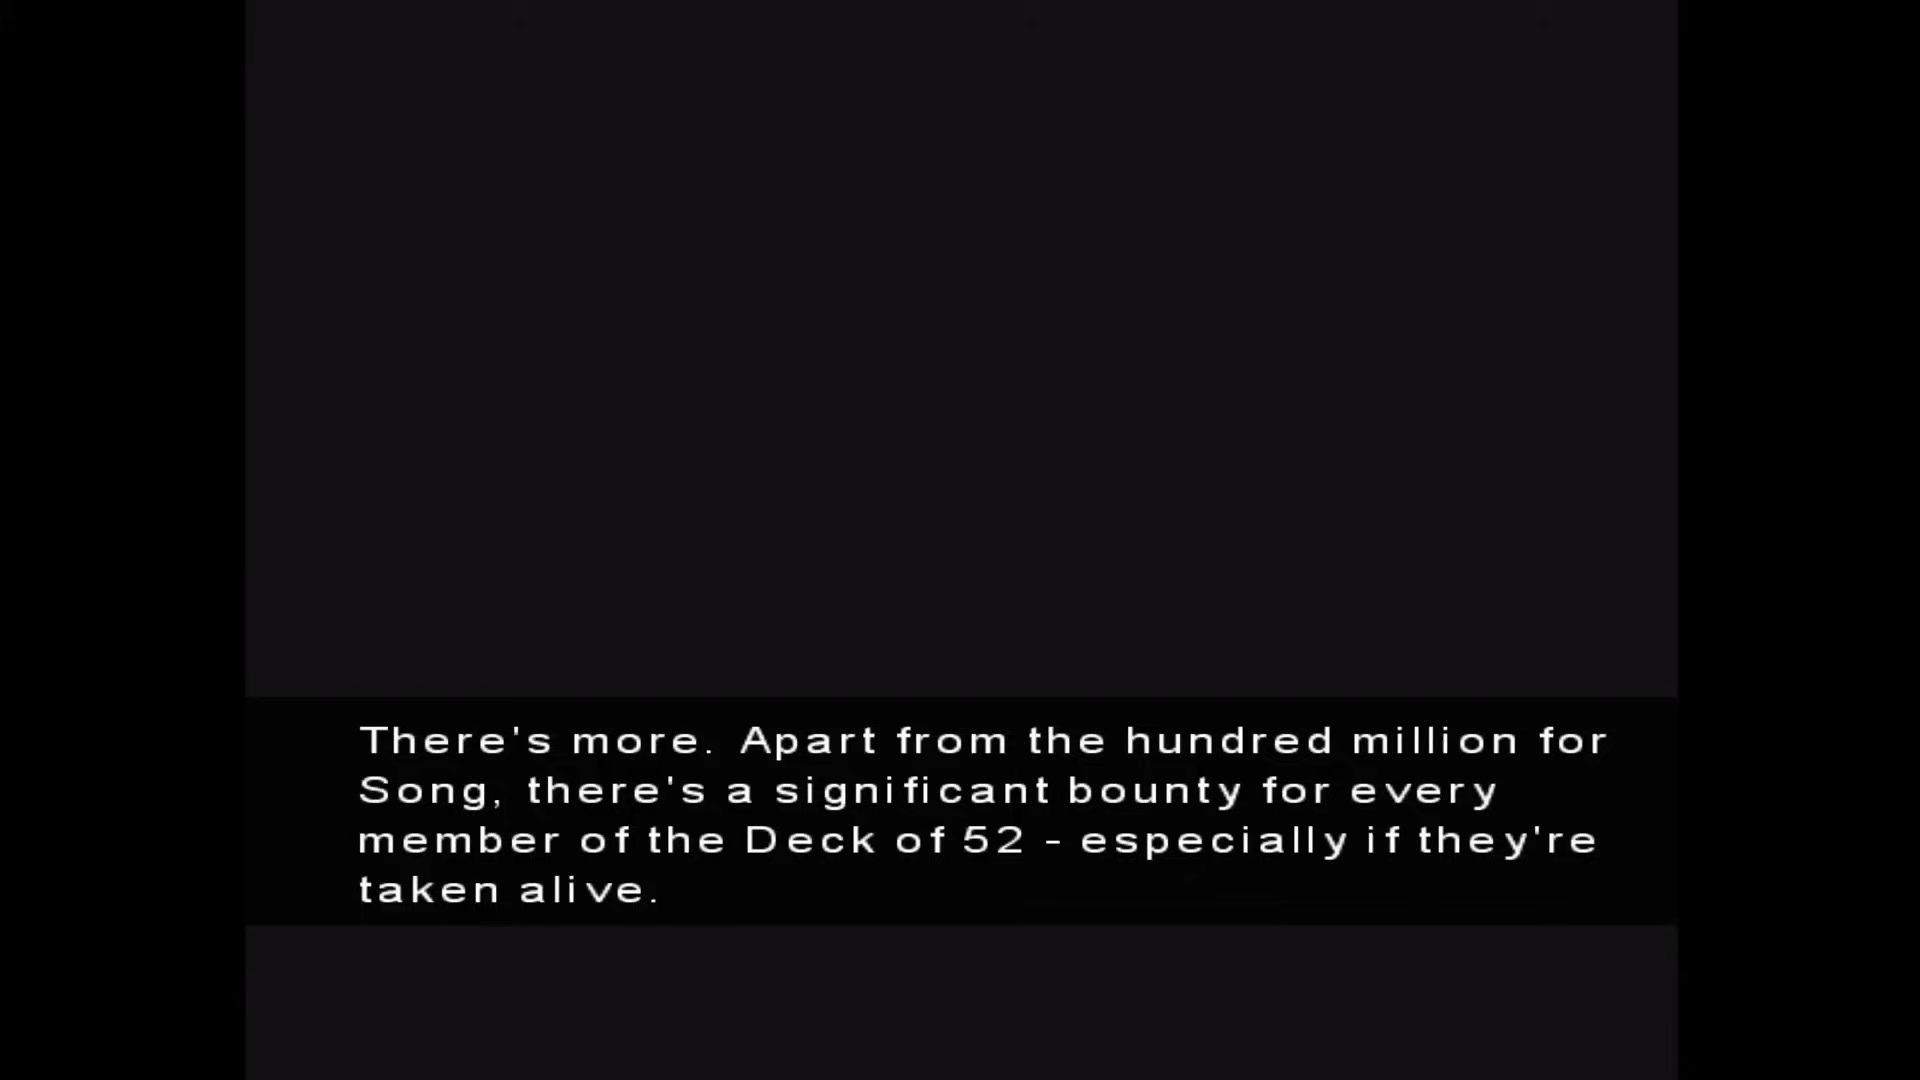 There's more. Apart from the hundred million for
Song, there's a significant bounty for every
member of the Deck of 52 - especially if they're
taken alive.